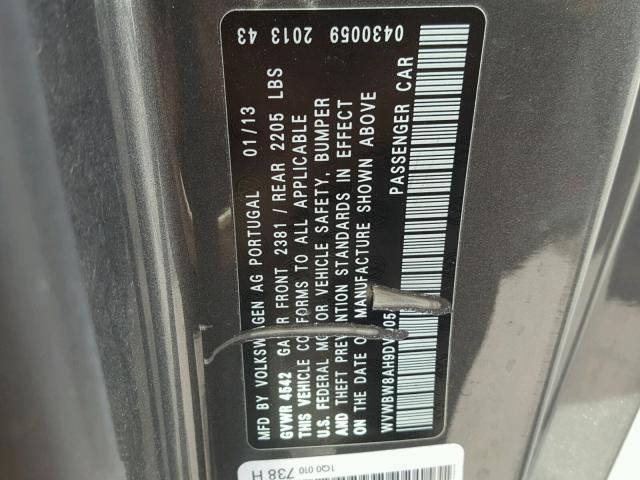 MFD BY VOLKSWAGEN AG PORTUGAL 01/13 0430059 2013 43
GVWR 4542 FRONT 2381 / REAR 2205 LBS
THIS VEHICLE CONFORMS TO ALL APPLICABLE
U.S. FEDERAL MOTOR VEHICLE SAFETY, BUMPER
AND THEFT PREVENTION STANDARDS IN EFFECT
ON THE DATE OF MANUFACTURE SHOWN ABOVE
PASSENGER CAR
1Q0 010 738 H